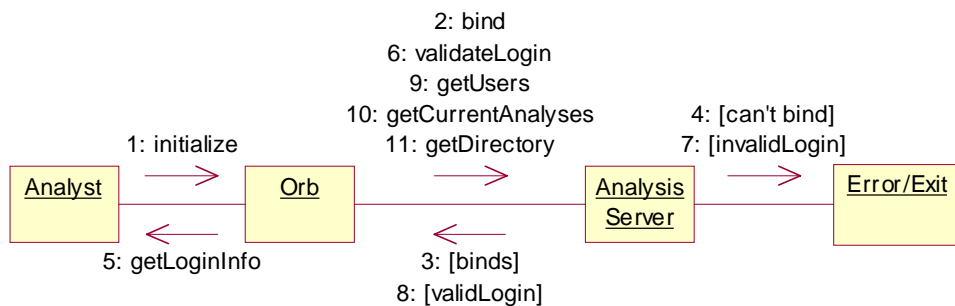 2: bind
6: validateLogin
9: getUsers
10: getCurrentAnalyses
11: getDirectory
4: [can't bind]
7: [invalidLogin]
1: initialize
Analyst
Orb
Analysis
Server
Error/Exit
5: getLoginInfo
3: [binds]
8: [validLogin]